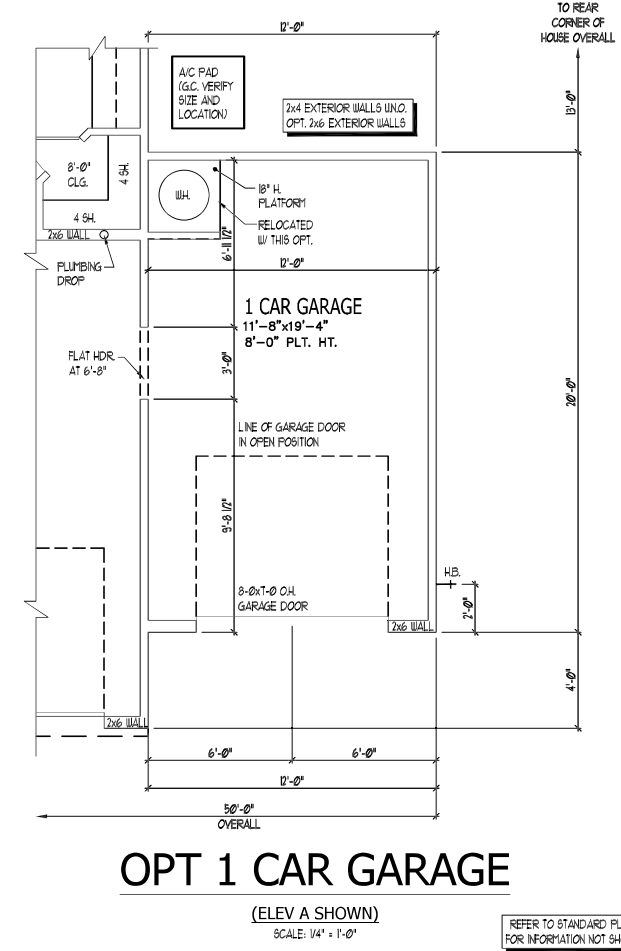 TO REAR
CORNER OF
HOUSE OVERALL
12'-0"
A/C PAD
(G.C. VERIFY
SIZE AND
LOCATION)
2x4 EXTERIOR WALLS U.N.O.
OPT. 2x6 EXTERIOR WALLS
13'-0"
8'-0"
CLG.
4 SH.
4 SH.
2x6 WALL
W.H.
18" H.
PLATFORM
RELOCATED
W/ THIS OPT.
6'-11 1/2"
PLUMBING
DROP
12'-0"
1 CAR GARAGE
11'-8"x19'-4"
8'-0" PLT. HT.
FLAT HDR.
AT 6'-8"
3'-0"
20'-0"
LINE OF GARAGE DOOR
IN OPEN POSITION
9'-8 1/2"
H.B.
8-0x7-0 O.H.
GARAGE DOOR
2'-0"
2x6 WALL
4'-0"
2x6 WALL
6'-0"
6'-0"
12'-0"
50'-0"
OVERALL
OPT 1 CAR GARAGE
(ELEV A SHOWN)
SCALE: 1/4" = 1'-0"
REFER TO STANDARD PL
FOR INFORMATION NOT SH